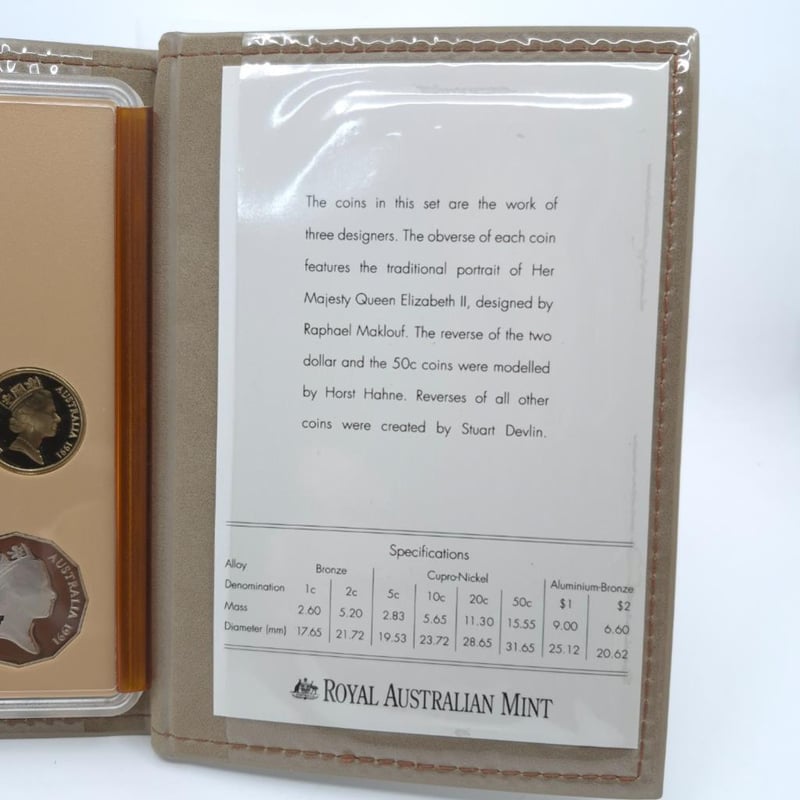 The coins in this set are the work of
three designers. The obverse of each coin
features the traditional portrait of Her
Majesty Queen Elizabeth II, designed by
Raphael Maklouf. The reverse of the two
dollar and the 50c coins were modelled
by Horst Hahne. Reverses of all other
coins were created by Stuart Devlin.
Specifications
Alloy Bronze Cupro-Nickel Aluminium-Bronze
Denomination 1c 2c 5c 10c 20c 50c $1 $2
Mass 2.60 5.20 2.83 5.65 11.30 15.55 9.00 6.60
Diameter (mm) 17.65 21.72 19.53 23.72 28.65 31.65 25.12 20.62
ROYAL AUSTRALIAN MINT
AUSTRALIA 1991
AUSTRALIA 1991